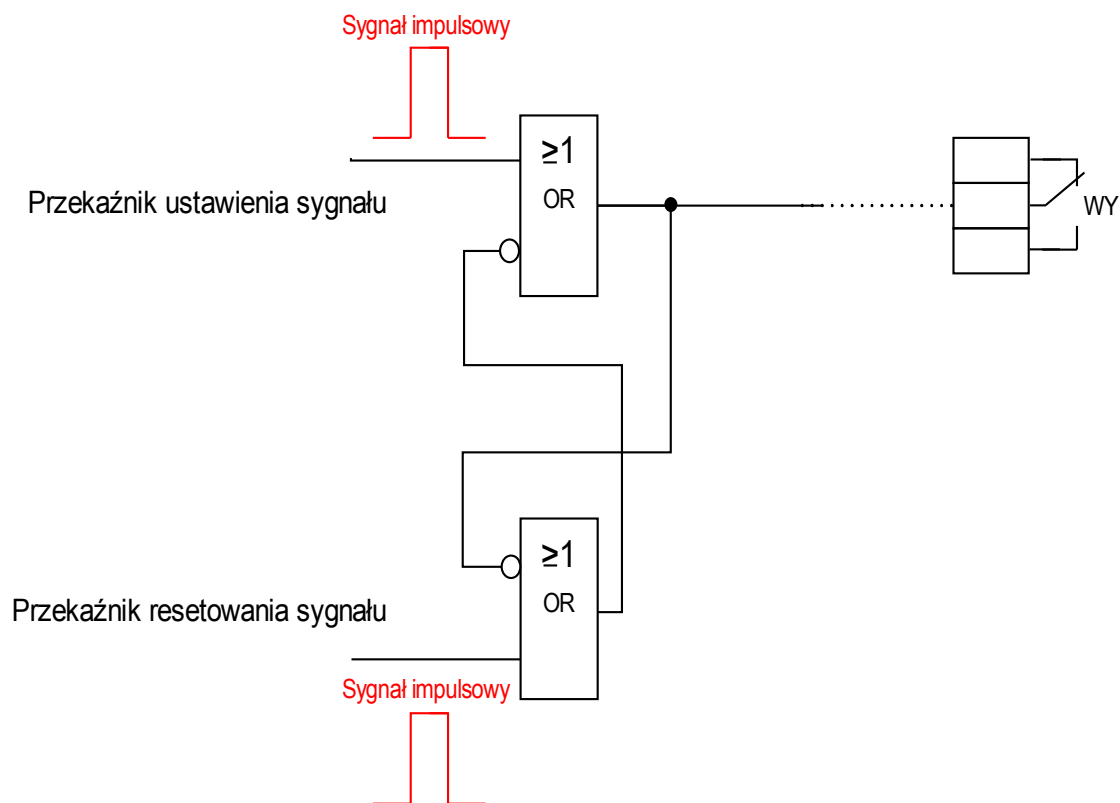 Sygnał impulsowy
≥1
OR
Przekaźnik ustawienia sygnału
WY
≥1
OR
Przekaźnik resetowania sygnału
Sygnał impulsowy